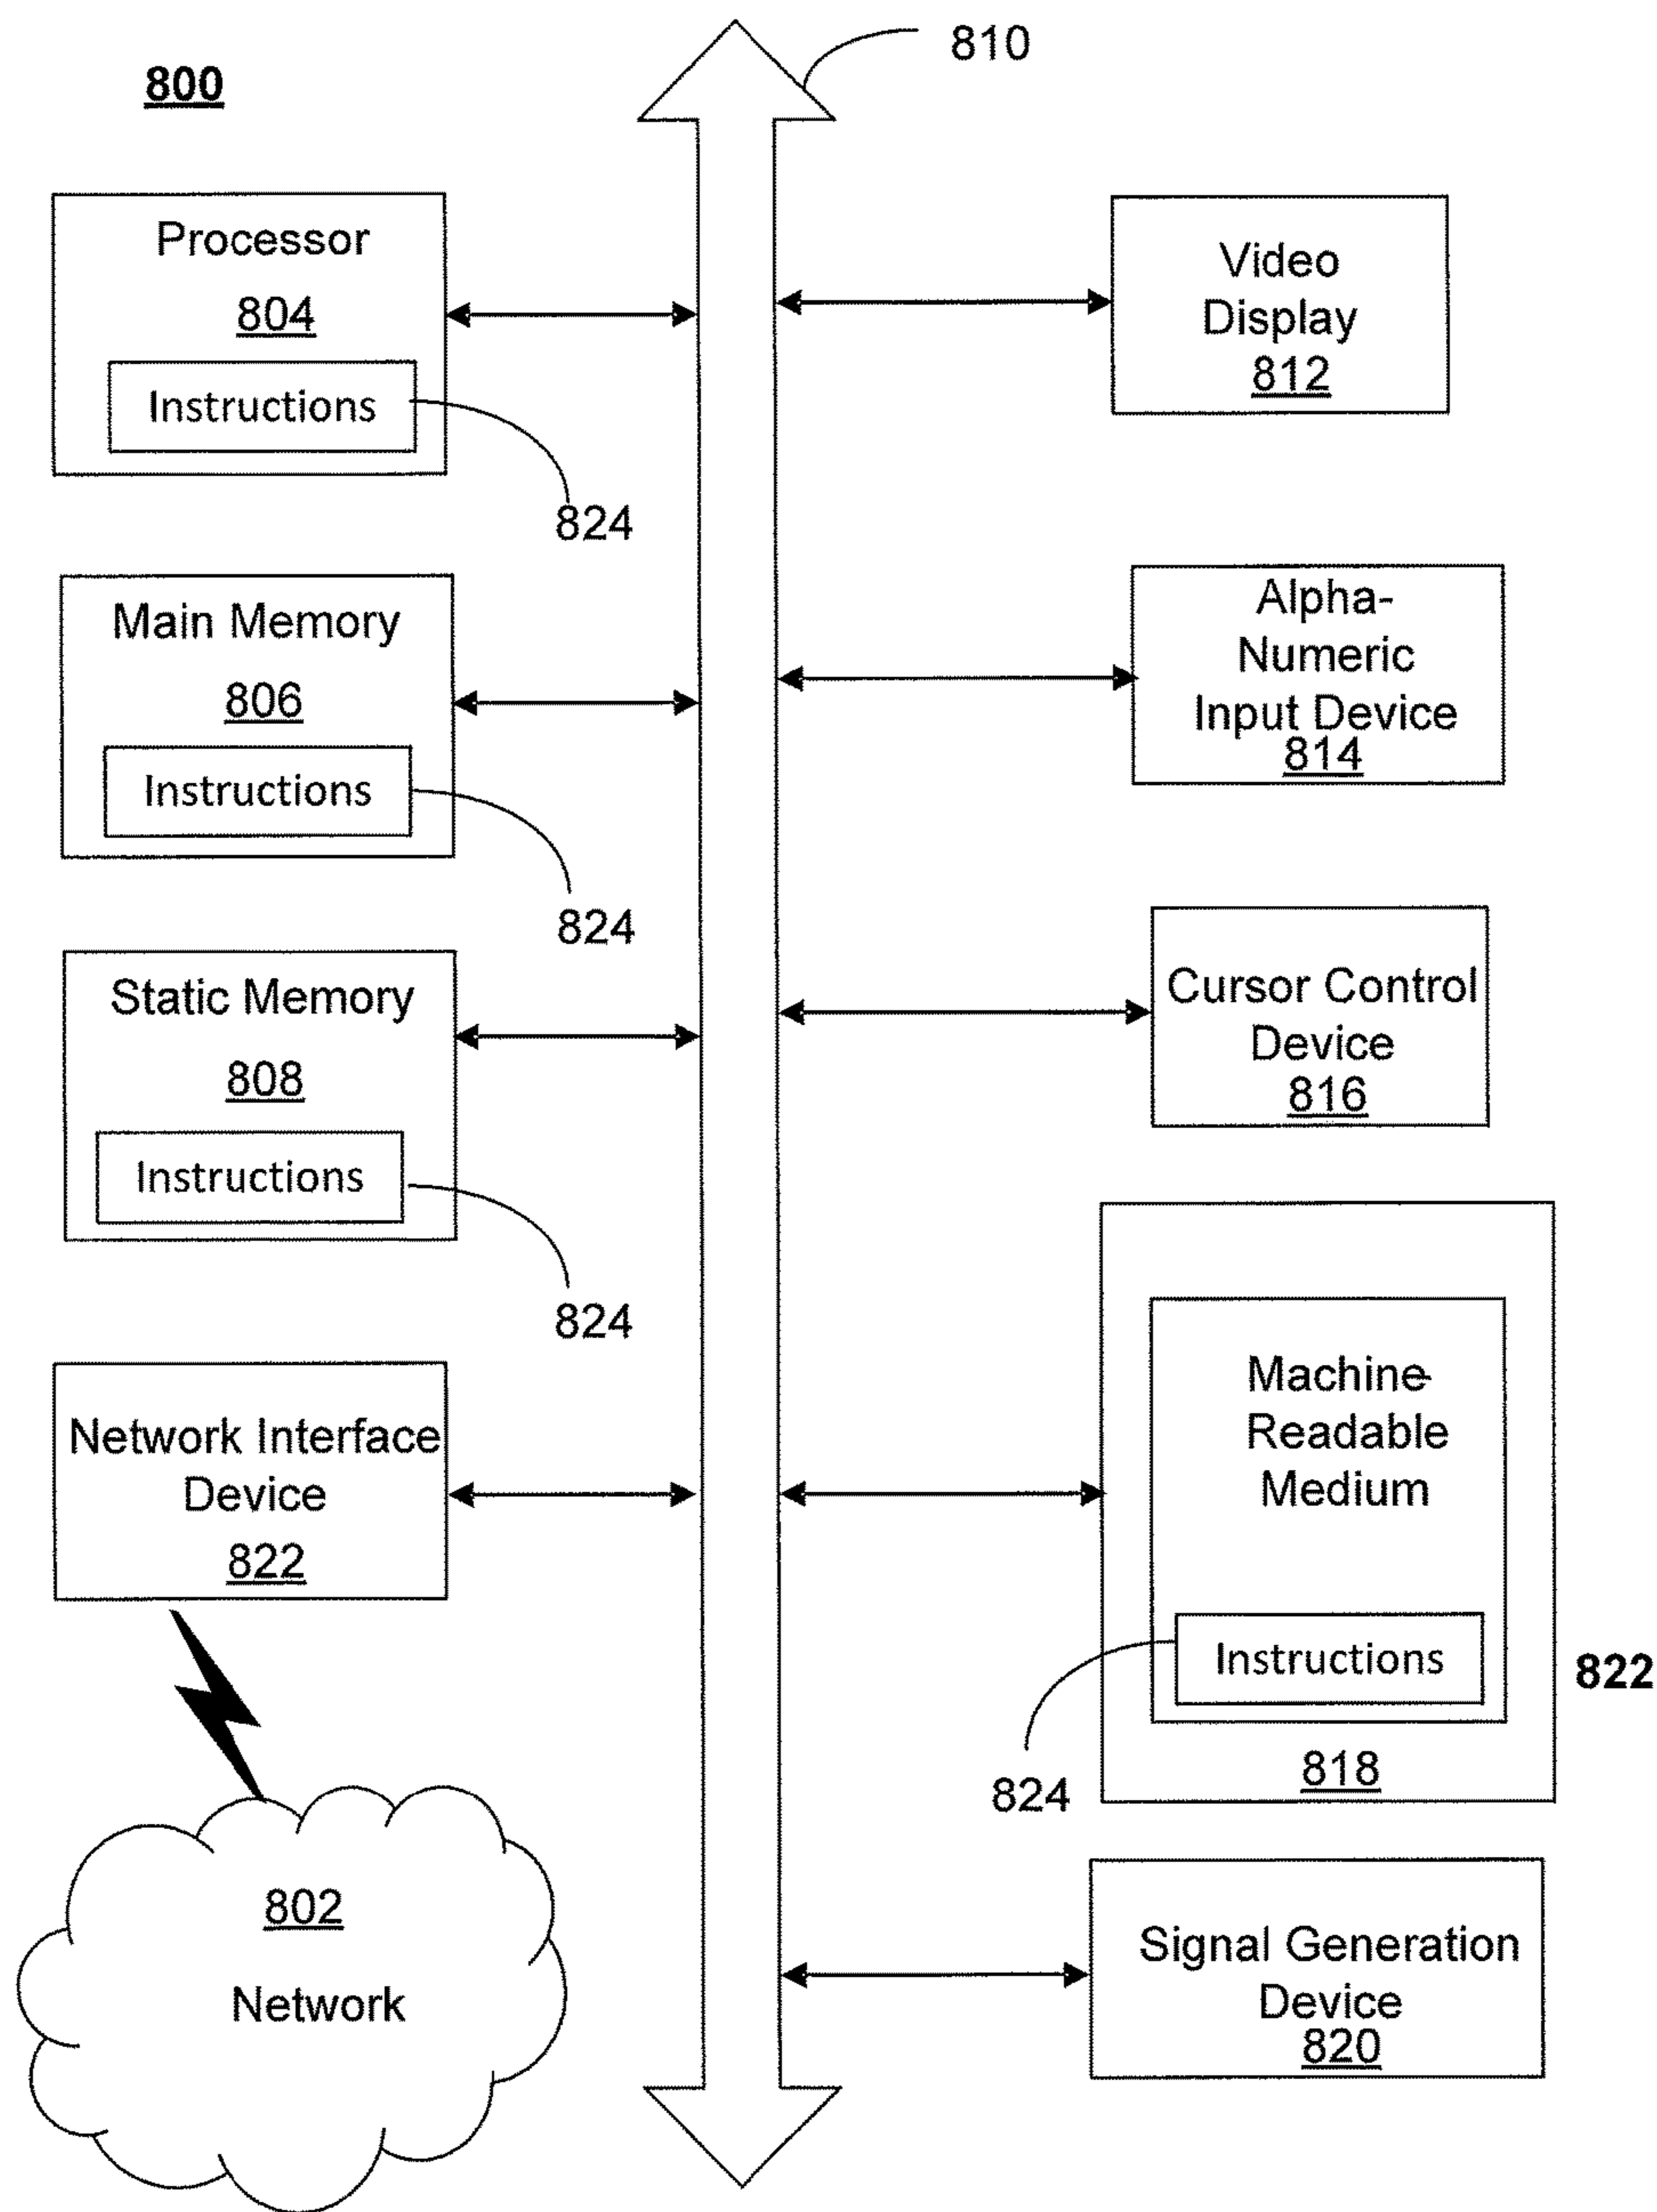 800
810
Processor
804
Instructions
824
Main Memory
806
Instructions
824
Static Memory
808
Instructions
824
Network Interface
Device
822
802
Network
Video
Display
812
Alpha-
Numeric
Input Device
814
Cursor Control
Device
816
Machine-
Readable
Medium
Instructions
822
824
818
Signal Generation
Device
820